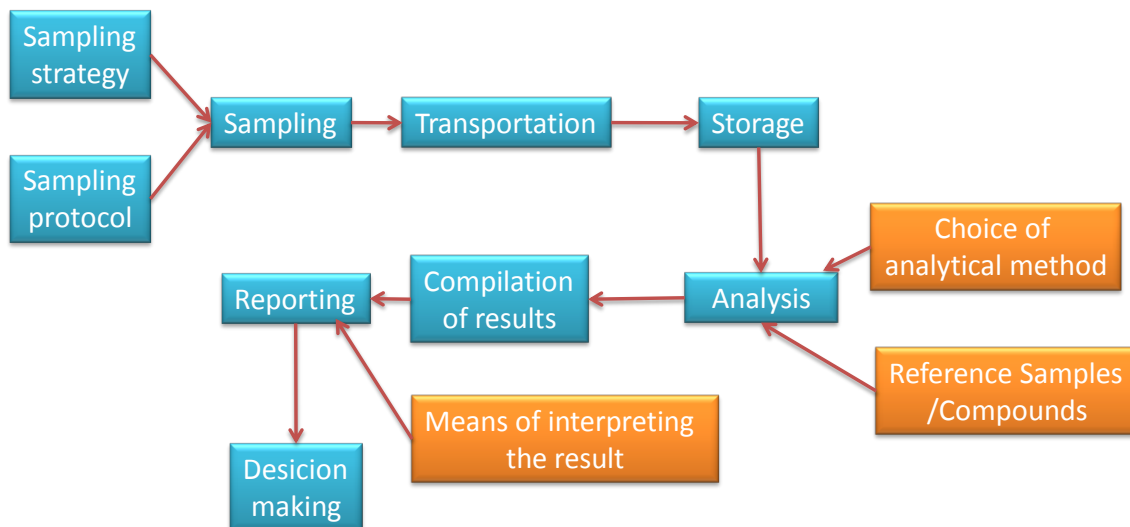 Sampling
strategy
Sampling
protocol
Sampling
Transportation
Storage
Choice of
analytical method
Analysis
Reference Samples
/Compounds
Compilation
of results
Reporting
Means of interpreting
the result
Desicion
making